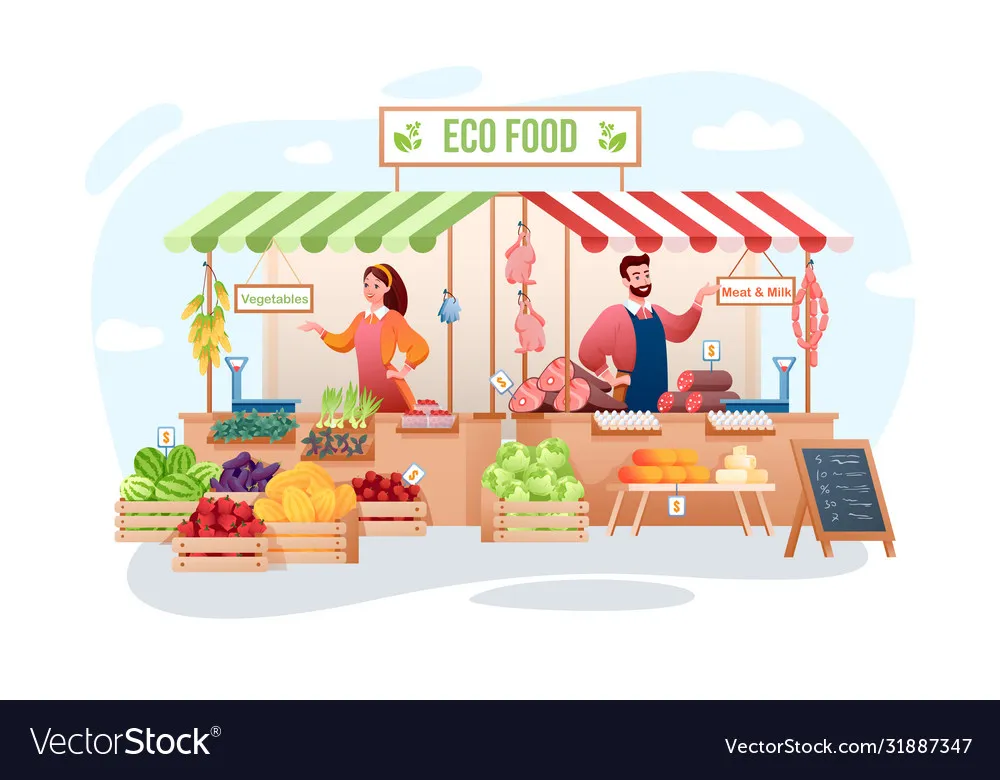 ECO FOOD
Vegetables
Meat & Milk
$
$
$
$
$
VectorStock®
VectorStock.com/31887347